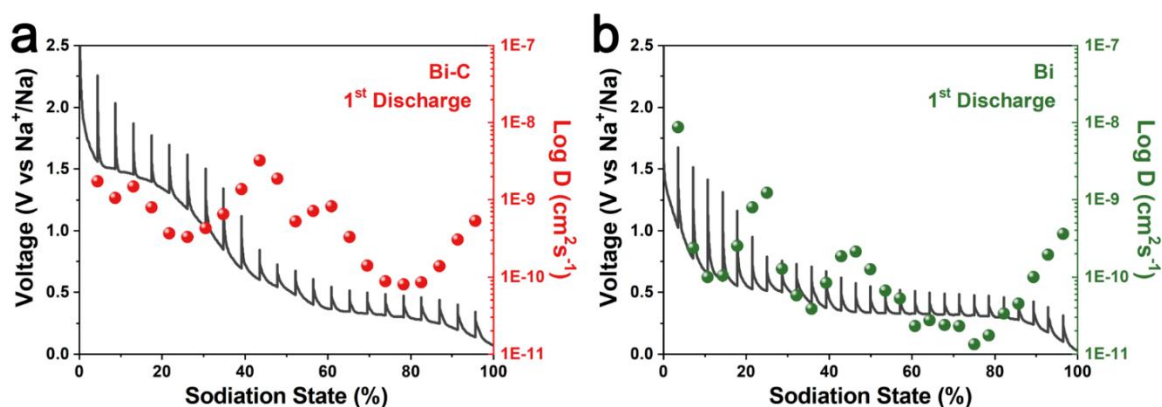 a
Bi-C
1st Discharge
Voltage (V vs Na+/Na)
2.5
2.0
1.5
1.0
0.5
0.0
0
20
40
60
80
100
Sodiation State (%)
1E-7
1E-8
1E-9
1E-10
1E-11
Log D (cm2s-1)
b
Bi
1st Discharge
Voltage (V vs Na+/Na)
2.5
2.0
1.5
1.0
0.5
0.0
0
20
40
60
80
100
Sodiation State (%)
1E-7
1E-8
1E-9
1E-10
1E-11
Log D (cm2s-1)